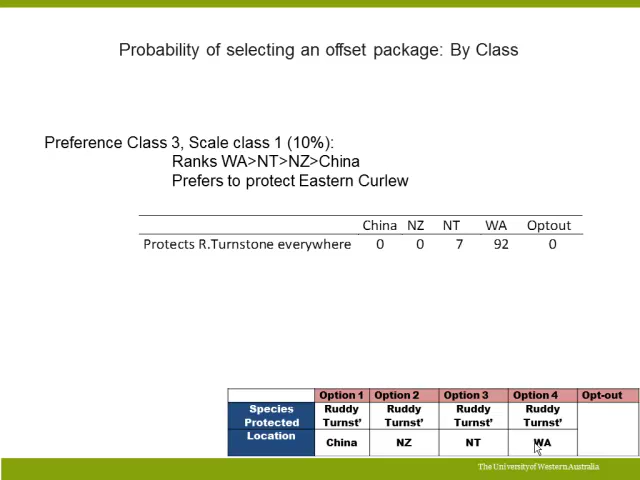 Probability of selecting an offset package: By Class
Preference Class 3, Scale class 1 (10%):
Ranks WA>NT>NZ>China
Prefers to protect Eastern Curlew
China NZ NT WA Optout
Protects R.Turnstone everywhere 0 0 7 92 0
Option 1 Option 2 Option 3 Option 4 Opt-out
Species Ruddy Ruddy Ruddy Ruddy
Protected Turnst’ Turnst’ Turnst’ Turnst’
Location China NZ NT WA
The University of Western Australia